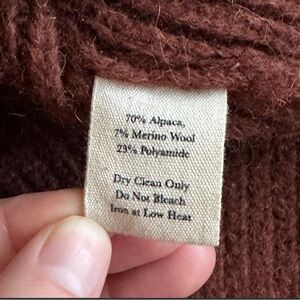 70% Alpaca,
7% Merino Wool
23% Polyamide
Dry Clean Only
Do Not Bleach
Iron at Low Heat